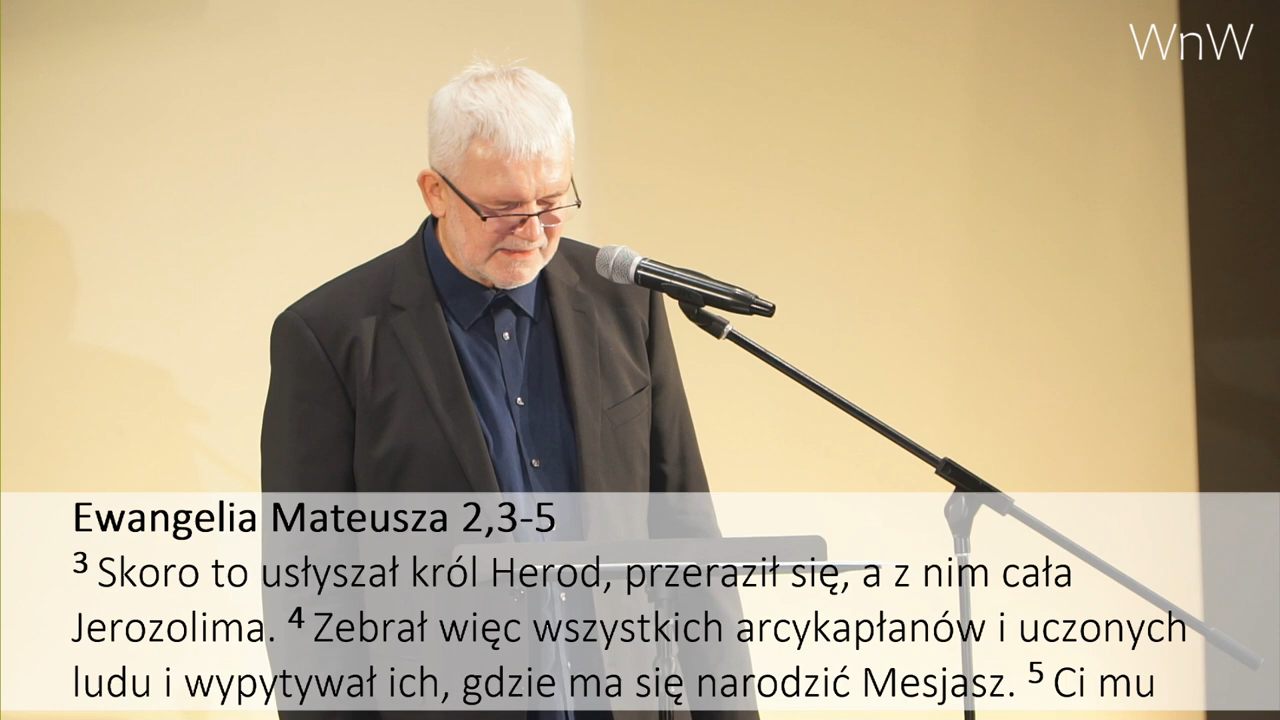 WnW
Ewangelia Mateusza 2,3-5
³ Skoro to usłyszał król Herod, przeraził się, a z nim cała
Jerozolima. ⁴ Zebrał więc wszystkich arcykapłanów i uczonych
ludu i wypytywał ich, gdzie ma się narodzić Mesjasz. ⁵ Ci mu